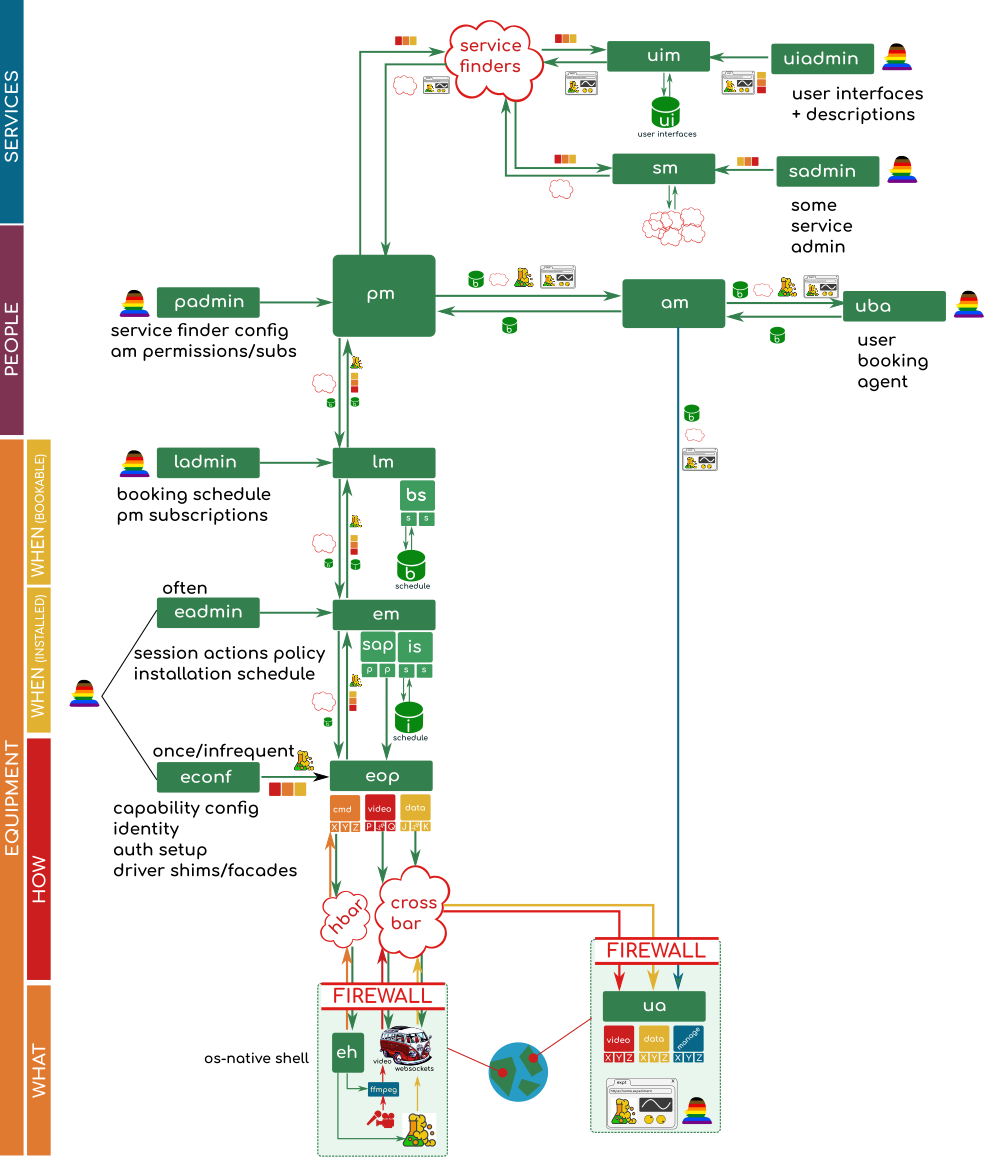 SERVICES
service
finders
uim
uiadmin
user interfaces
+ descriptions
ui
user interfaces
sm
sadmin
some
service
admin
PEOPLE
padmin
service finder config
am permissions/subs
pm
b
b
am
b
b
uba
user
booking
agent
b
EQUIPMENT
WHEN (BOOKABLE)
ladmin
booking schedule
pm subscriptions
lm
bs
s s
b
schedule
WHEN (INSTALLED)
often
eadmin
session actions policy
installation schedule
em
sap
is
p p
s s
i
schedule
HOW
once/infrequent
econf
capability config
identity
auth setup
driver shims/facades
eop
cmd
video
data
X Y Z
P Q
J K
hbar
cross
bar
WHAT
FIREWALL
os-native shell
eh
video
websockets
ffmpeg
FIREWALL
ua
video
data
manage
X Y Z
X Y Z
X Y Z
expt